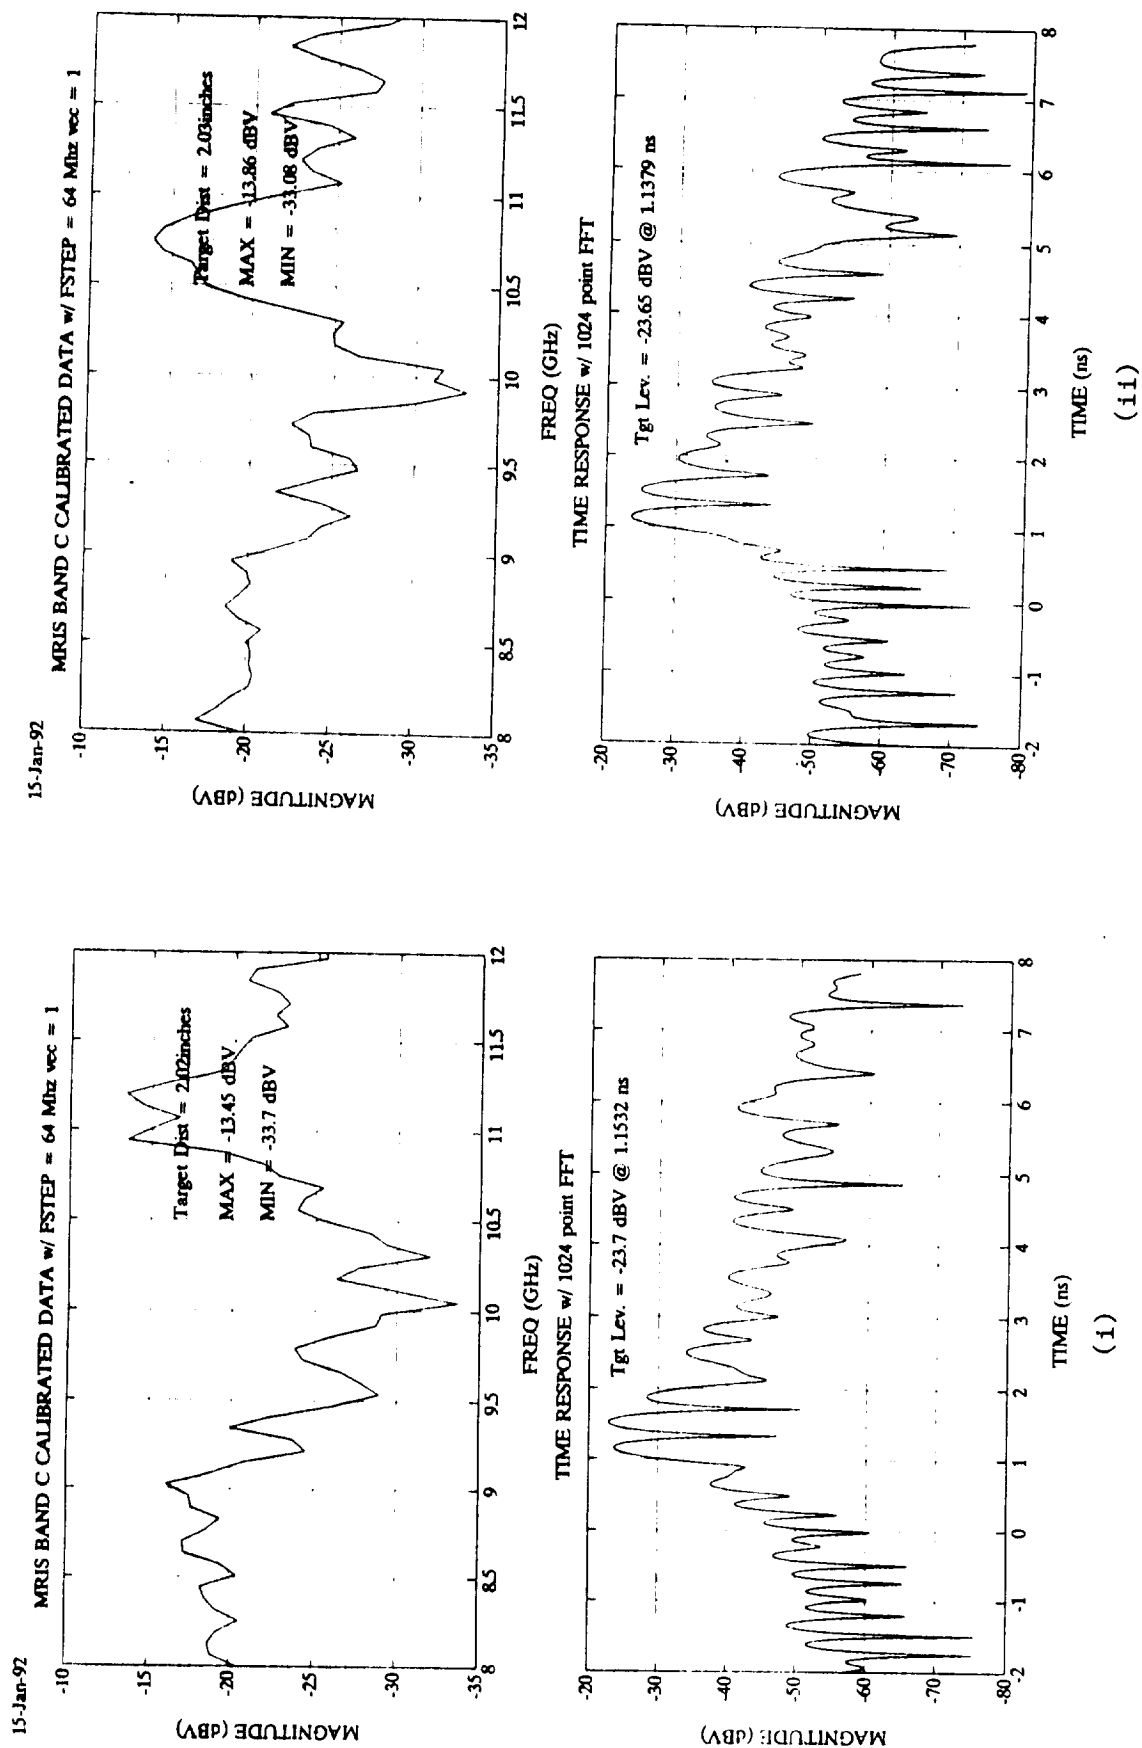 15-Jan-92
MRIS BAND C CALIBRATED DATA w/ FSTEP = 64 Mhz vec = 1
-10
-15
-20
-25
-30
-35
MAGNITUDE (dBV)
Target Dist = 2.02inches
MAX = -13.45 dBV
MIN = -33.7 dBV
8 8.5 9 9.5 10 10.5 11 11.5 12
FREQ (GHz)
TIME RESPONSE w/ 1024 point FFT
-20
-30
-40
-50
-60
-70
-80
MAGNITUDE (dBV)
Tgt Lev. = -23.7 dBV @ 1.1532 ns
-2 -1 0 1 2 3 4 5 6 7 8
TIME (ns)
(i)
15-Jan-92
MRIS BAND C CALIBRATED DATA w/ FSTEP = 64 Mhz vec = 1
-10
-15
-20
-25
-30
-35
MAGNITUDE (dBV)
Target Dist = 2.03inches
MAX = -13.86 dBV
MIN = -33.08 dBV
8 8.5 9 9.5 10 10.5 11 11.5 12
FREQ (GHz)
TIME RESPONSE w/ 1024 point FFT
-20
-30
-40
-50
-60
-70
-80
MAGNITUDE (dBV)
Tgt Lev. = -23.65 dBV @ 1.1379 ns
-2 -1 0 1 2 3 4 5 6 7 8
TIME (ns)
(ii)